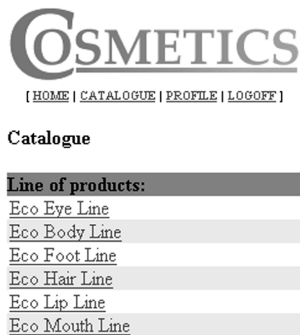 COSMETICS
[ HOME | CATALOGUE | PROFILE | LOGOFF ]
Catalogue
Line of products:
Eco Eye Line
Eco Body Line
Eco Foot Line
Eco Hair Line
Eco Lip Line
Eco Mouth Line